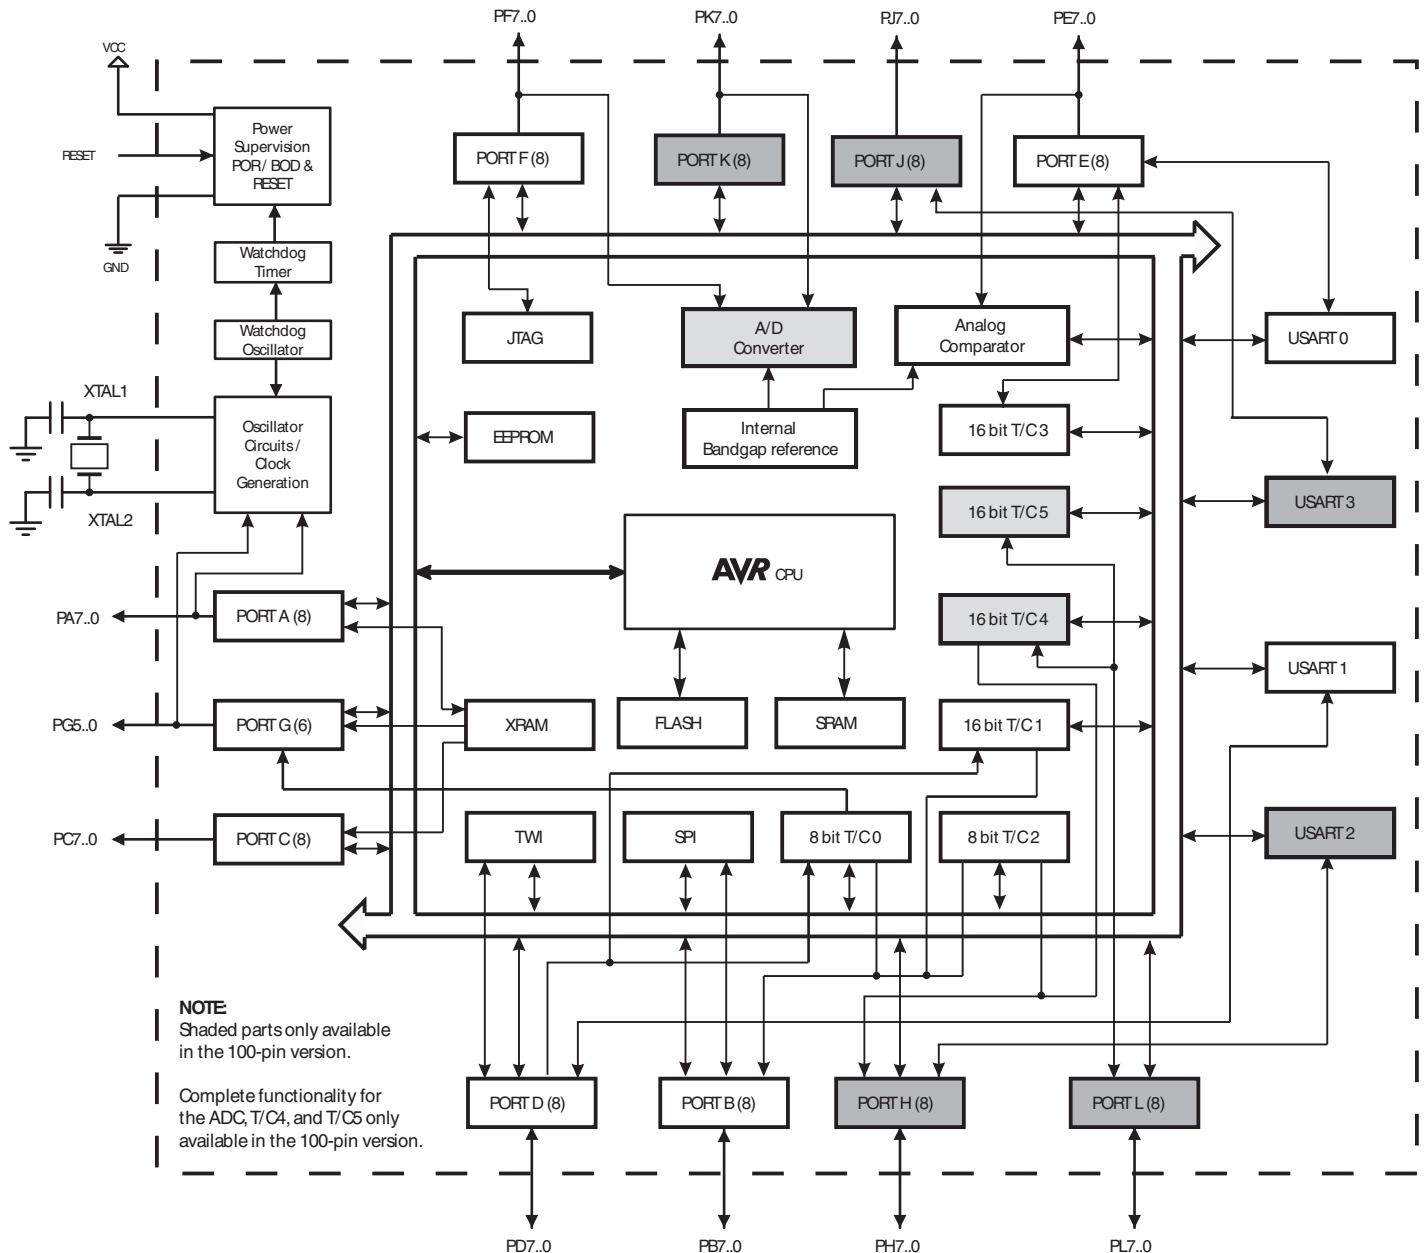 PF7..0
PK7..0
PJ7..0
PE7..0
VCC
RESET
GND
Power
Supervision
POR/ BOD &
RESET
Watchdog
Timer
Watchdog
Oscillator
XTAL1
XTAL2
Oscillator
Circuits /
Clock
Generation
PORT F (8)
PORT K (8)
PORT J (8)
PORT E (8)
JTAG
A/D
Converter
Analog
Comparator
USART 0
EEPROM
Internal
Bandgap reference
16 bit T/C3
16 bit T/C5
USART 3
AVR CPU
PA7..0
PORT A (8)
16 bit T/C4
USART 1
PG5..0
PORT G (6)
XRAM
FLASH
SRAM
16 bit T/C1
PC7..0
PORT C (8)
TWI
SPI
8 bit T/C0
8 bit T/C2
USART 2
NOTE:
Shaded parts only available
in the 100-pin version.
Complete functionality for
the ADC, T/C4, and T/C5 only
available in the 100-pin version.
PORT D (8)
PORT B (8)
PORT H (8)
PORT L (8)
PD7..0
PB7..0
PH7..0
PL7..0